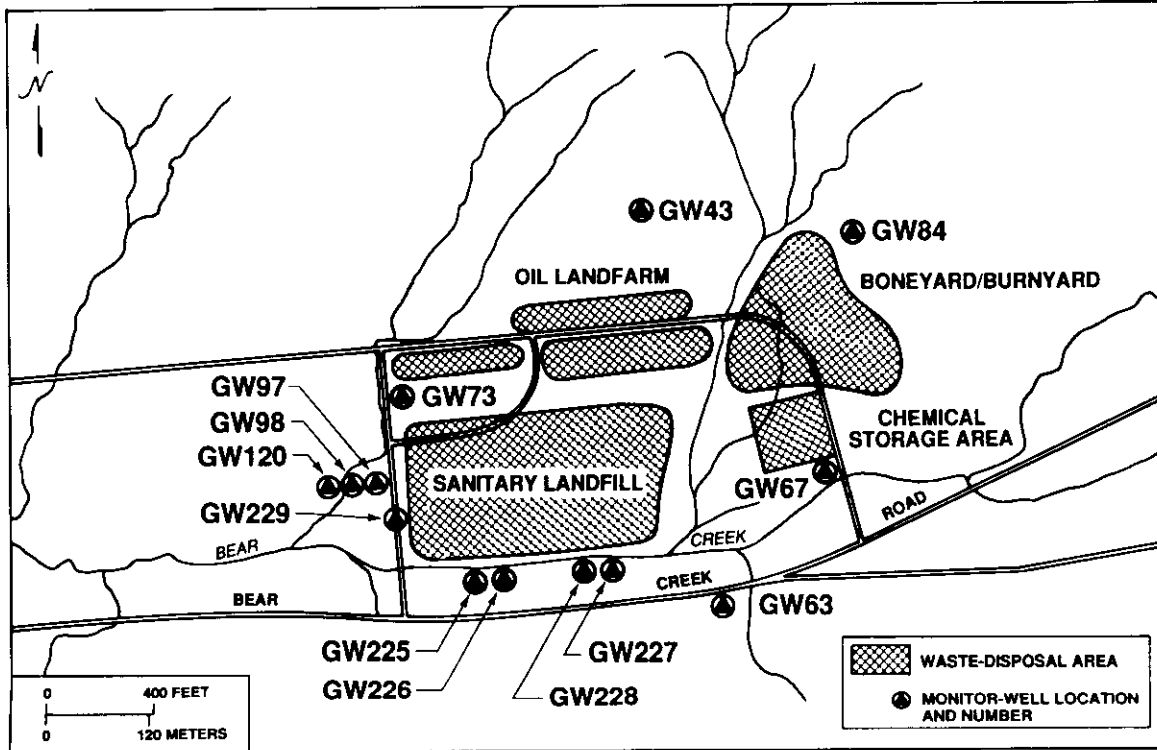 N
GW43
GW84
OIL LANDFARM
BONEYARD/BURNYARD
GW97
GW73
GW98
CHEMICAL
STORAGE AREA
GW120
SANITARY LANDFILL
GW67
GW229
ROAD
BEAR
CREEK
BEAR
CREEK
GW63
GW225
GW227
GW226
GW228
WASTE-DISPOSAL AREA
MONITOR-WELL LOCATION
AND NUMBER
0 400 FEET
0 120 METERS